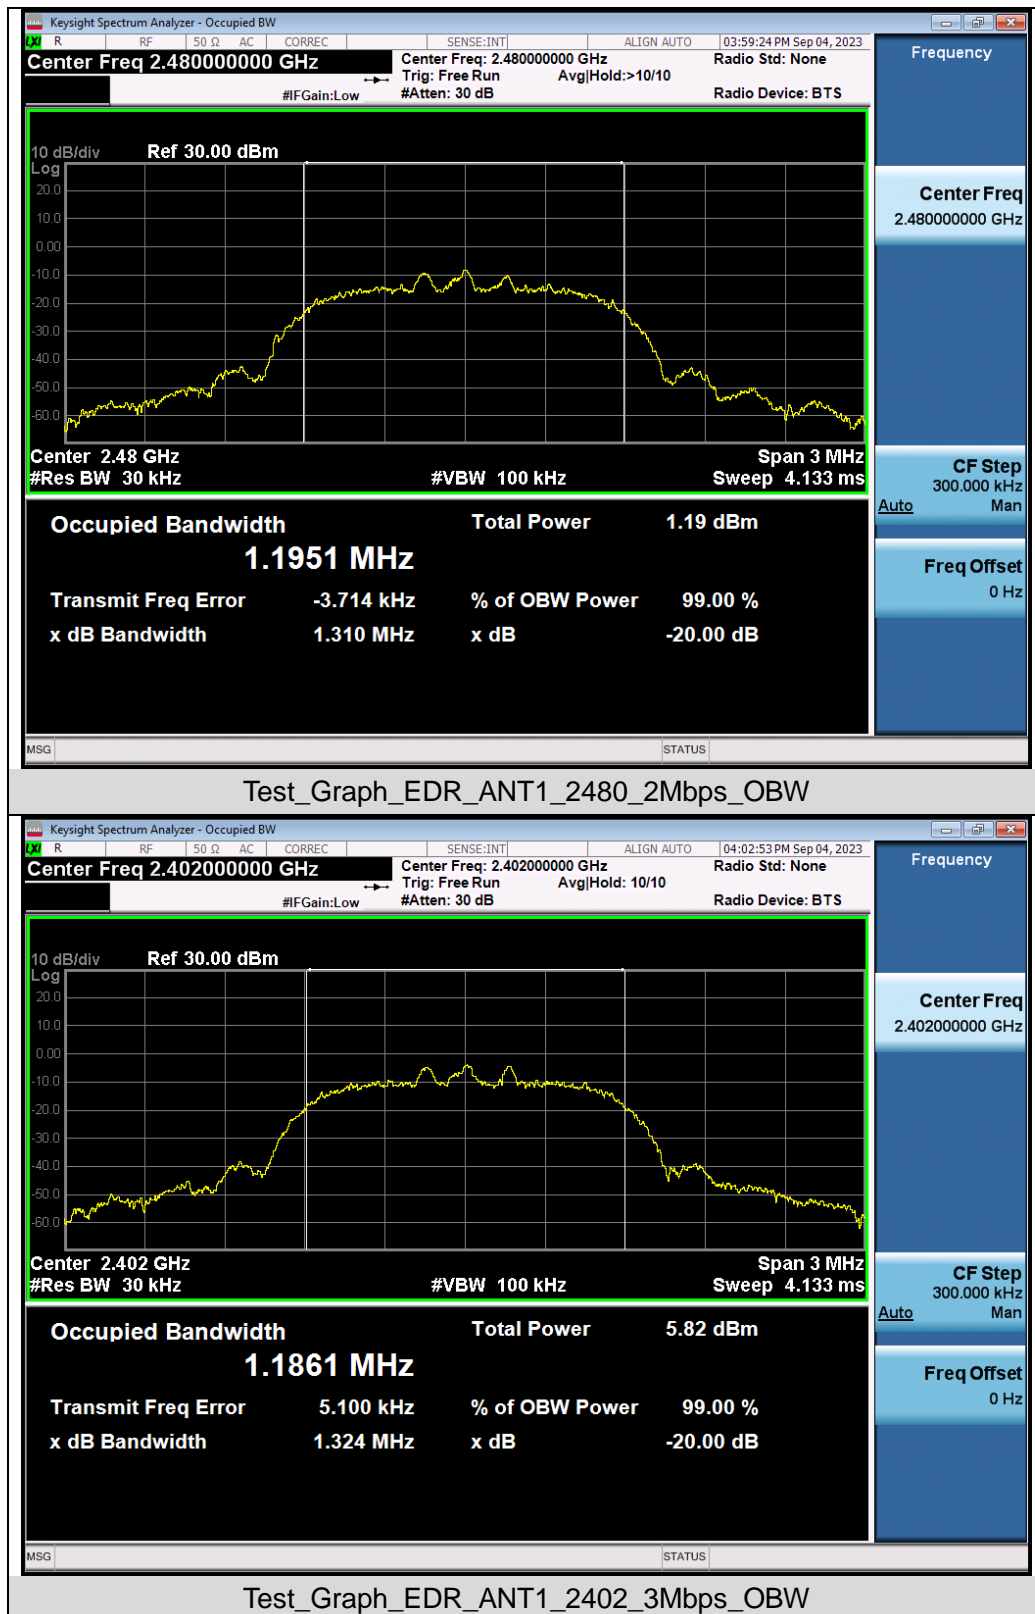 Keysight Spectrum Analyzer - Occupied BW
LXI R RF 50 Ω AC CORREC SENSE:INT ALIGN AUTO 03:59:24 PM Sep 04, 2023
Center Freq 2.480000000 GHz
Center Freq: 2.480000000 GHz
Radio Std: None
Trig: Free Run Avg|Hold:>10/10
#IFGain:Low
#Atten: 30 dB
Radio Device: BTS
Frequency
10 dB/div Ref 30.00 dBm
Log
20.0
10.0
0.00
-10.0
-20.0
-30.0
-40.0
-50.0
-60.0
Center Freq
2.480000000 GHz
Center 2.48 GHz Span 3 MHz
#Res BW 30 kHz #VBW 100 kHz Sweep 4.133 ms
CF Step
300.000 kHz
Auto Man
Freq Offset
0 Hz
Occupied Bandwidth Total Power 1.19 dBm
1.1951 MHz
Transmit Freq Error -3.714 kHz % of OBW Power 99.00 %
x dB Bandwidth 1.310 MHz x dB -20.00 dB
MSG STATUS
Test_Graph_EDR_ANT1_2480_2Mbps_OBW
Keysight Spectrum Analyzer - Occupied BW
LXI R RF 50 Ω AC CORREC SENSE:INT ALIGN AUTO 04:02:53 PM Sep 04, 2023
Center Freq 2.402000000 GHz
Center Freq: 2.402000000 GHz
Radio Std: None
Trig: Free Run Avg|Hold: 10/10
#IFGain:Low
#Atten: 30 dB
Radio Device: BTS
Frequency
10 dB/div Ref 30.00 dBm
Log
20.0
10.0
0.00
-10.0
-20.0
-30.0
-40.0
-50.0
-60.0
Center Freq
2.402000000 GHz
Center 2.402 GHz Span 3 MHz
#Res BW 30 kHz #VBW 100 kHz Sweep 4.133 ms
CF Step
300.000 kHz
Auto Man
Freq Offset
0 Hz
Occupied Bandwidth Total Power 5.82 dBm
1.1861 MHz
Transmit Freq Error 5.100 kHz % of OBW Power 99.00 %
x dB Bandwidth 1.324 MHz x dB -20.00 dB
MSG STATUS
Test_Graph_EDR_ANT1_2402_3Mbps_OBW